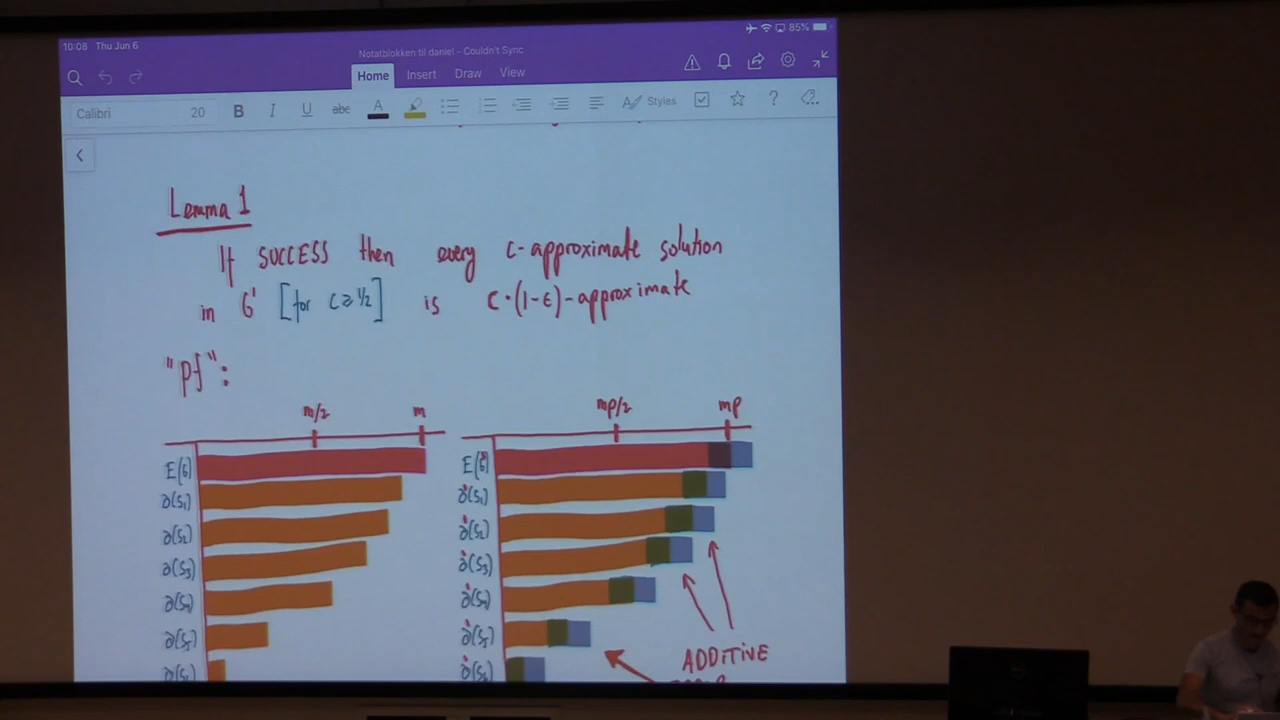 10:08 Thu Jun 6
85%
Notatblokken til daniel - Couldn't Sync
Home Insert Draw View
Calibri 20 B I U abc A Styles ?
Lemma 1
If SUCCESS then every c-approximate solution
in G' [for c ≥ 1/2] is c·(1-ε)-approximate
"pf":
m/2 m
mp/2 mp
E(G)
∂(S₁)
∂(S₂)
∂(S₃)
∂(S₄)
∂(S₅)
E(G')
∂'(S₁)
∂'(S₂)
∂'(S₃)
∂'(S₄)
∂'(S₅)
ADDITIVE